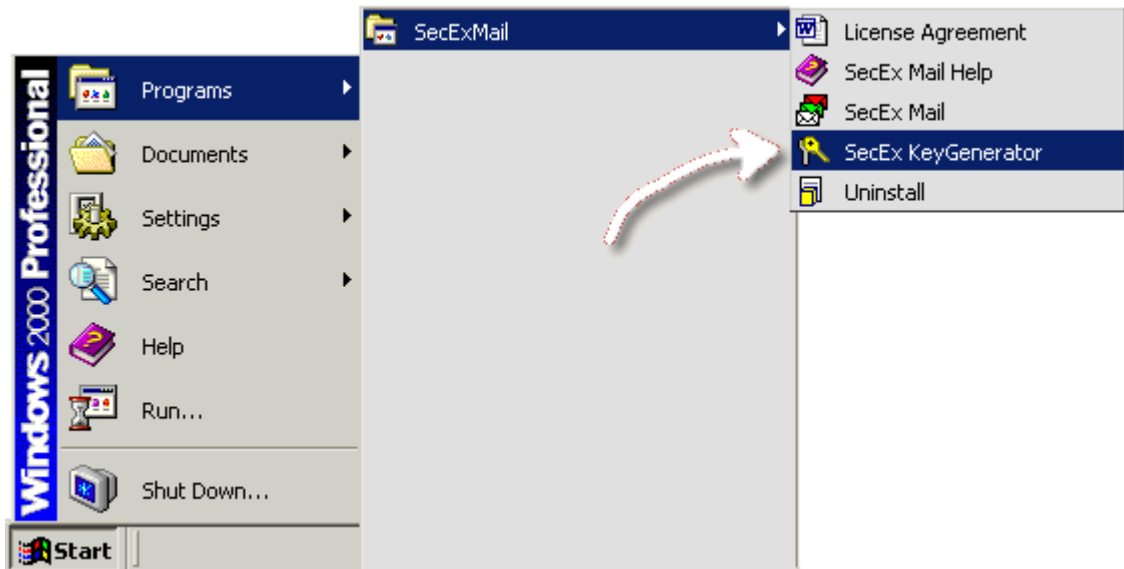 Windows 2000 Professional
Programs
Documents
Settings
Search
Help
Run...
Shut Down...
Start
SecExMail
License Agreement
SecEx Mail Help
SecEx Mail
SecEx KeyGenerator
Uninstall